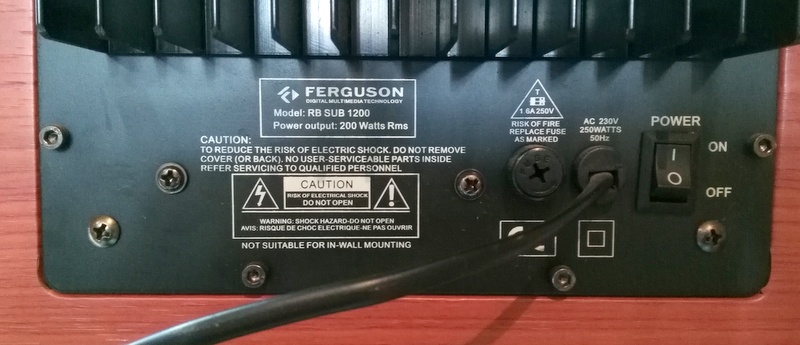 FERGUSON
DIGITAL MULTIMEDIA TECHNOLOGY
Model: RB SUB 1200
Power output: 200 Watts Rms
CAUTION:
TO REDUCE THE RISK OF ELECTRIC SHOCK. DO NOT REMOVE
COVER (OR BACK). NO USER-SERVICEABLE PARTS INSIDE
REFER SERVICING TO QUALIFIED PERSONNEL
CAUTION
RISK OF ELECTRICAL SHOCK
DO NOT OPEN
WARNING: SHOCK HAZARD-DO NOT OPEN
AVIS: RISQUE DE CHOC ELECTRIQUE-NE PAS OUVRIR
NOT SUITABLE FOR IN-WALL MOUNTING
T
1.6A 250V
RISK OF FIRE
REPLACE FUSE
AS MARKED
AC 230V
250WATTS
50Hz
POWER
ON
I
O
OFF